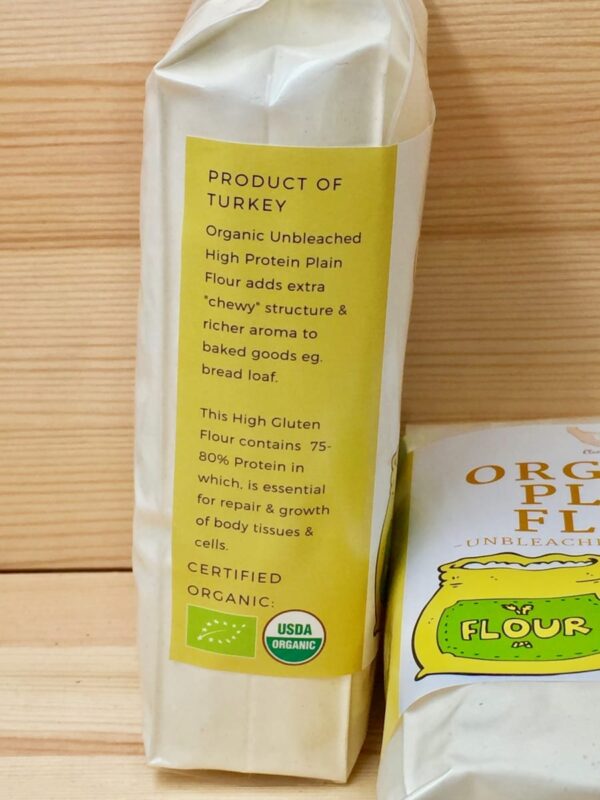 PRODUCT OF
TURKEY
Organic Unbleached
High Protein Plain
Flour adds extra
"chewy" structure &
richer aroma to
baked goods eg.
bread loaf.
This High Gluten
Flour contains 75-
80% Protein in
which, is essential
for repair & growth
of body tissues &
cells.
CERTIFIED
ORGANIC:
USDA
ORGANIC
FLOUR